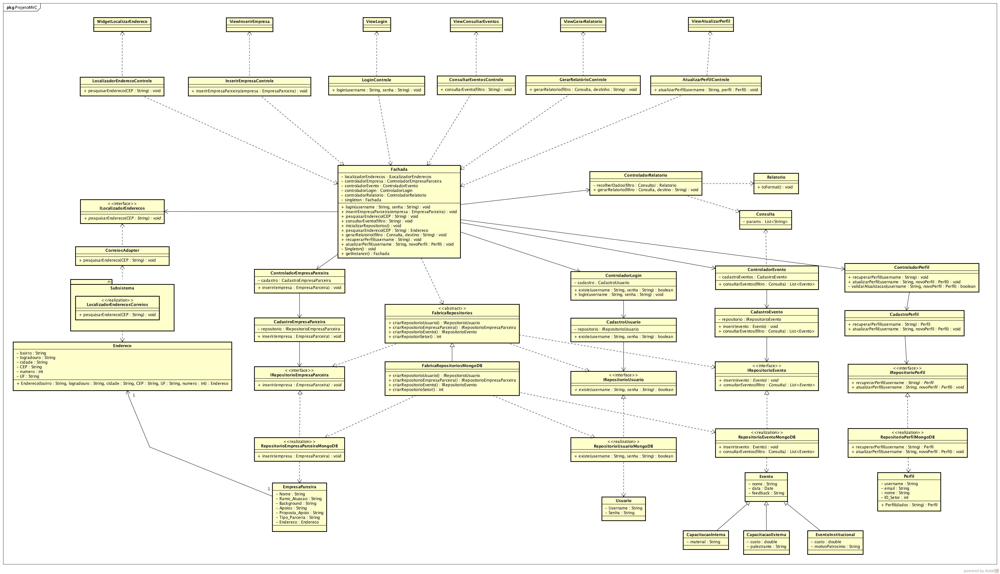 pkg ProjetoMVC
WidgetLocalizarEndereco
ViewInserirEmpresa
ViewLogin
ViewConsultarEventos
ViewGerarRelatorio
ViewAtualizarPerfil
LocalizadorEnderecoControle
+ pesquisarEndereco(CEP : String) : void
InserirEmpresaControle
+ inserirEmpresaParceira(empresa : EmpresaParceira) : void
LoginControle
+ login(username : String, senha : String) : void
ConsultarEventosControle
+ consultarEvento(filtro : String) : void
GerarRelatórioControle
+ gerarRelatorio(filtro : Consulta, destinho : String) : void
AtualizarPerfilControle
+ atualizarPerfil(username : String, perfil : Perfil) : void
Fachada
– localizadorEnderecos : ILocalizadorEnderecos
– controladorEmpresa : ControladorEmpresaParceira
– controladorEvento : ControladorEvento
– controladorLogin : ControladorLogin
– controladorRelatorio : ControladorRelatorio
– singleton : Fachada
+ login(username : String, senha : String) : void
+ inserirEmpresaParceira(empresa : EmpresaParceira) : void
+ pesquisarEndereco(CEP : String) : void
+ consultarEvento(filtro : String) : void
+ inicializarRepositorios() : void
+ pesquisarEndereco(CEP : String) : Endereco
+ gerarRelatorio(filtro : Consulta, destino : String) : void
+ recuperarPerfil(username : String) : void
+ atualizarPerfil(username : String, novoPerfil : Perfil) : void
– Singleton() : void
+ getInstance() : Fachada
ControladorRelatorio
– recolherDados(filtro : Consulta) : Relatorio
+ gerarRelatorio(filtro : Consulta, destino : String) : void
Relatorio
+ toFormat() : void
Consulta
– params : List<String>
<<interface>>
ILocalizadorEnderecos
+ pesquisarEndereco(CEP : String) : void
CorreiosAdapter
+ pesquisarEndereco(CEP : String) : void
Subsistema
<<realization>>
LocalizadorEnderecosCorreios
+ pesquisarEndereco(CEP : String) : void
Endereco
– bairro : String
– logradouro : String
– cidade : String
– CEP : String
– numero : int
– UF : String
+ Endereco(bairro : String, logradouro : String, cidade : String, CEP : String, UF : String, numero : int) : Endereco
1
ControladorEmpresaParceira
– cadastro : CadastroEmpresaParceira
+ inserir(empresa : EmpresaParceira) : void
CadastroEmpresaParceira
– repositorio : IRepositorioEmpresaParceira
+ inserir(empresa : EmpresaParceira) : void
<<interface>>
IRepositorioEmpresaParceira
+ inserir(empresa : EmpresaParceira) : void
<<realization>>
RepositorioEmpresaParceiraMongoDB
+ inserir(empresa : EmpresaParceira) : void
1
EmpresaParceira
– Nome : String
– Ramo_Atuacao : String
– Background : String
– Apoios : String
– Proposta_Apoio : String
– Tipo_Parceria : String
– Endereco : Endereco
<<abstract>>
FabricaRepositorios
+ criarRepositorioUsuario() : IRepositorioUsuario
+ criarRepositorioEmpresaParceira() : IRepositorioEmpresaParceira
+ criarRepositorioEvento() : IRepositorioEvento
+ criarRepositoriSetor() : int
FabricaRepositoriosMongoDB
+ criarRepositorioUsuario() : IRepositorioUsuario
+ criarRepositorioEmpresaParceira() : IRepositorioEmpresaParceira
+ criarRepositorioEvento() : IRepositorioEvento
+ criarRepositorioSetor() : int
ControladorLogin
– cadastro : CadastroUsuario
+ existe(username : String, senha : String) : boolean
+ login(username : String, senha : String) : void
CadastroUsuario
– repositorio : IRepositorioUsuario
+ existe(username : String, senha : String) : boolean
<<interface>>
IRepositorioUsuario
+ existe(username : String, senha : String) : boolean
<<realization>>
RepositorioUsuarioMongoDB
+ existe(username : String, senha : String) : boolean
Usuario
– Username : String
– Senha : String
ControladorEvento
– cadastroEventos : CadastroEvento
+ consultarEventos(filtro : Consulta) : List<Evento>
CadastroEvento
– repositorio : IRepositorioEvento
+ inserir(evento : Evento) : void
+ consultarEventos(filtro : Consulta) : List<Evento>
<<interface>>
IRepositorioEvento
+ inserir(evento : Evento) : void
+ consultarEventos(filtro : Consulta) : List<Evento>
<<realization>>
RepositorioEventoMongoDB
+ inserir(evento : Evento) : void
+ consultarEventos(filtro : Consulta) : List<Evento>
Evento
– nome : String
– data : Date
– feedback : String
CapacitacaoInterna
– material : String
CapacitacaoExterna
– custo : double
– palestrante : String
EventoInstitucional
– custo : double
– motivoPatrocinio : String
ControladorPerfil
+ recuperarPerfil(username : String) : void
+ atualizarPerfil(username : String, novoPerfil : Perfil) : void
– validarAtualizacao(username : String, novoPerfil : Perfil) : boolean
CadastroPerfil
+ recuperarPerfil(username : String) : Perfil
+ atualizarPerfil(username : String, novoPerfil : Perfil) : void
<<interface>>
IRepositorioPerfil
+ recuperarPerfil(username : String) : Perfil
+ atualizarPerfil(username : String, novoPerfil : Perfil) : void
<<realization>>
RepositorioPerfilMongoDB
+ recuperarPerfil(username : String) : Perfil
+ atualizarPerfil(username : String, novoPerfil : Perfil) : void
Perfil
– username : String
– email : String
– nome : String
– ID_Setor : int
+ Perfil(dados : String) : Perfil
powered by Astah